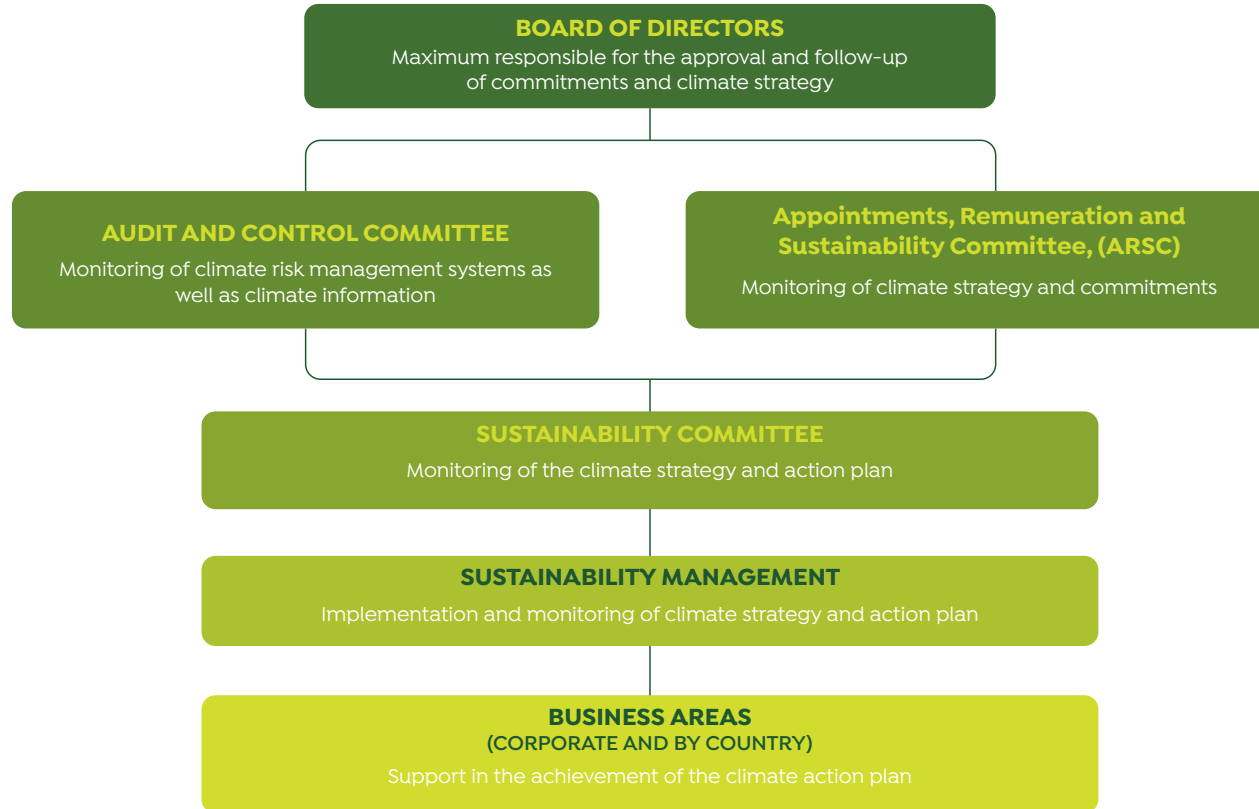 BOARD OF DIRECTORS
Maximum responsible for the approval and follow-up
of commitments and climate strategy
AUDIT AND CONTROL COMMITTEE
Monitoring of climate risk management systems as
well as climate information
Appointments, Remuneration and
Sustainability Committee, (ARSC)
Monitoring of climate strategy and commitments
SUSTAINABILITY COMMITTEE
Monitoring of the climate strategy and action plan
SUSTAINABILITY MANAGEMENT
Implementation and monitoring of climate strategy and action plan
BUSINESS AREAS
(CORPORATE AND BY COUNTRY)
Support in the achievement of the climate action plan